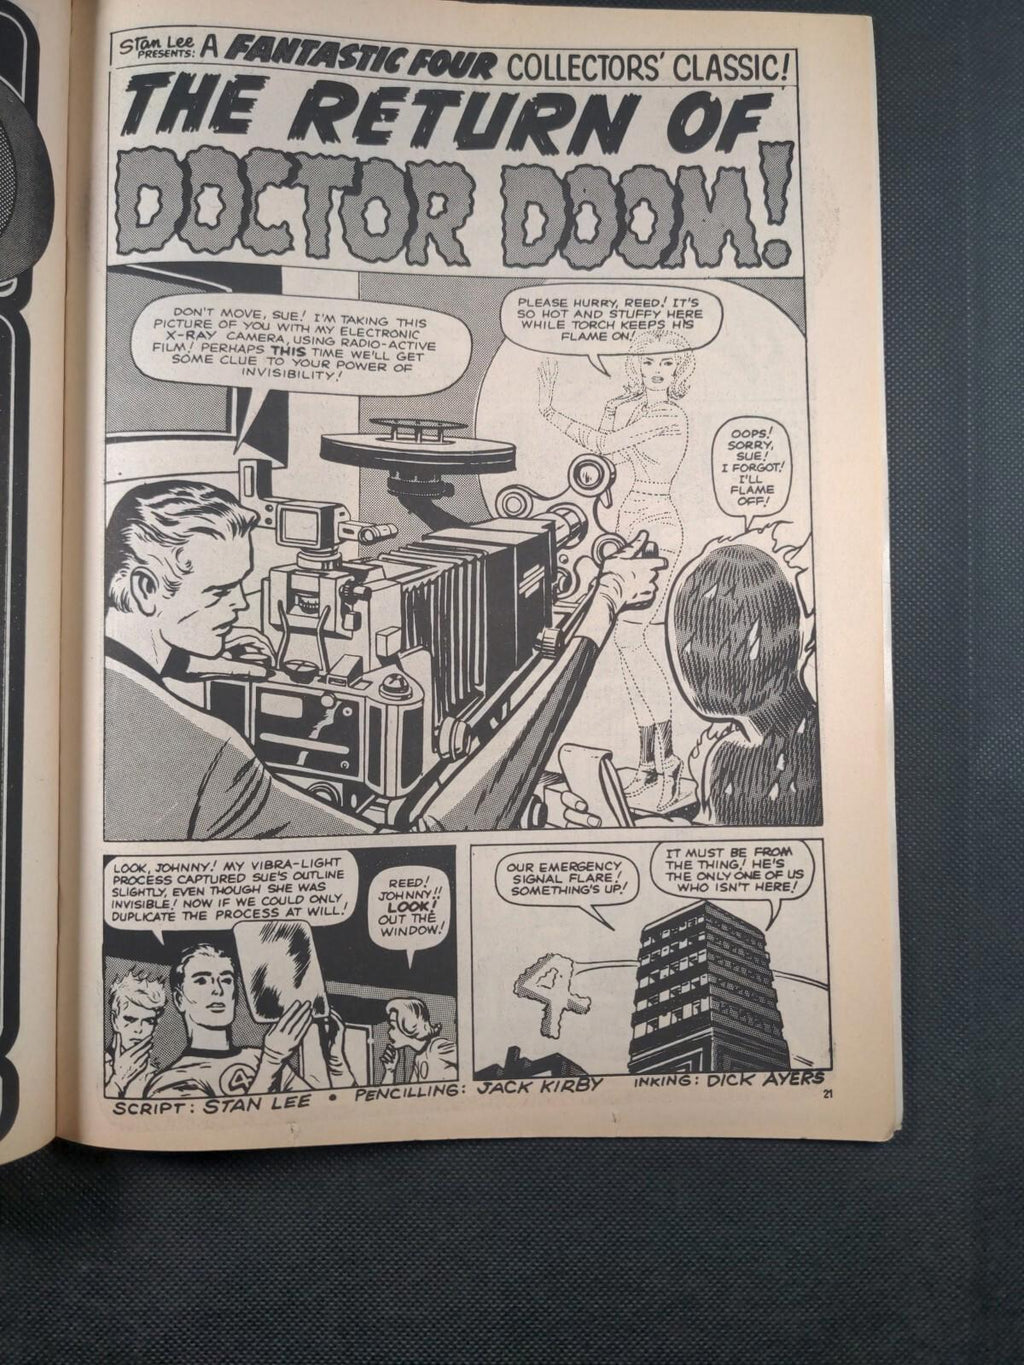 Stan Lee
PRESENTS: A FANTASTIC FOUR COLLECTORS' CLASSIC!
THE RETURN OF
DOCTOR DOOM!
DON'T MOVE, SUE! I'M TAKING THIS
PICTURE OF YOU WITH MY ELECTRONIC
X-RAY CAMERA, USING RADIO-ACTIVE
FILM! PERHAPS THIS TIME WE'LL GET
SOME CLUE TO YOUR POWER OF
INVISIBILITY!
PLEASE HURRY, REED! IT'S
SO HOT AND STUFFY HERE
WHILE TORCH KEEPS HIS
FLAME ON!
OOPS!
SORRY,
SUE!
I FORGOT!
I'LL
FLAME
OFF!
LOOK, JOHNNY! MY VIBRA-LIGHT
PROCESS CAPTURED SUE'S OUTLINE
SLIGHTLY, EVEN THOUGH SHE WAS
INVISIBLE! NOW IF WE COULD ONLY
DUPLICATE THE PROCESS AT WILL!
REED!
JOHNNY!!
LOOK!
OUT THE
WINDOW!
4
OUR EMERGENCY
SIGNAL FLARE!
SOMETHING'S UP!
IT MUST BE FROM
THE THING! HE'S
THE ONLY ONE OF US
WHO ISN'T HERE!
4
SCRIPT: STAN LEE • PENCILLING: JACK KIRBY INKING: DICK AYERS
21